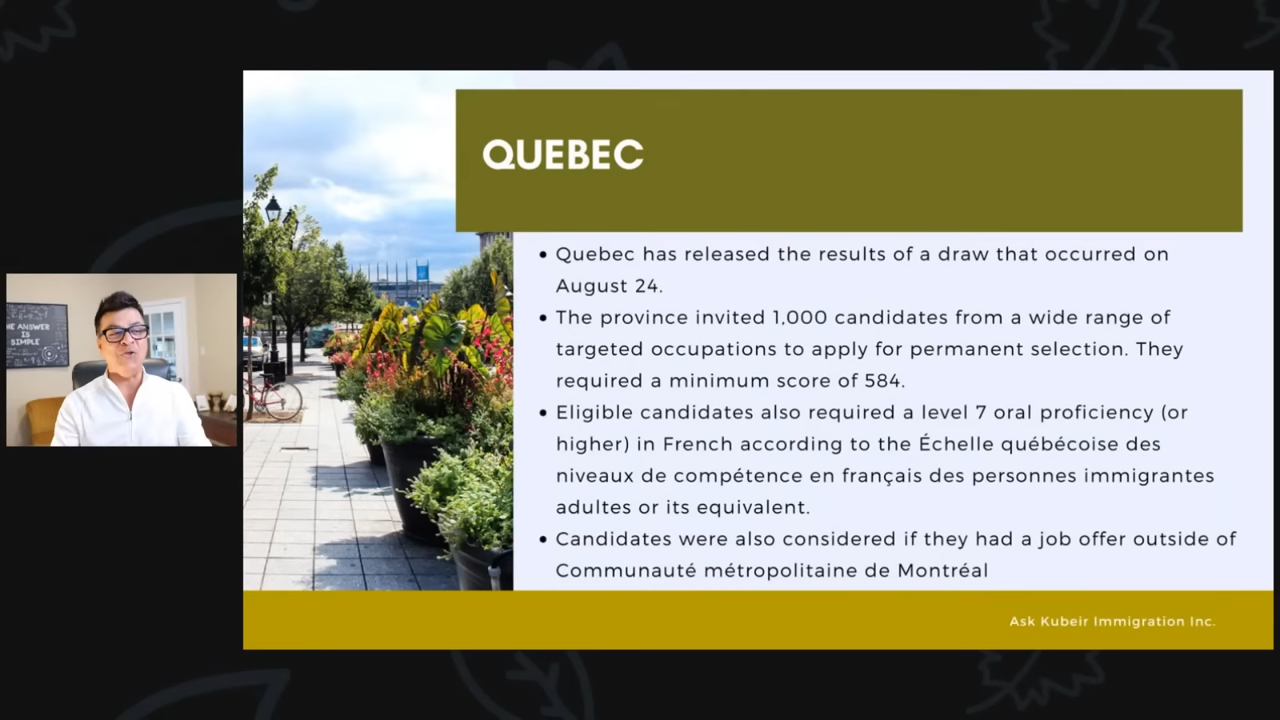 QUEBEC
• Quebec has released the results of a draw that occurred on
August 24.
• The province invited 1,000 candidates from a wide range of
targeted occupations to apply for permanent selection. They
required a minimum score of 584.
• Eligible candidates also required a level 7 oral proficiency (or
higher) in French according to the Échelle québécoise des
niveaux de compétence en français des personnes immigrantes
adultes or its equivalent.
• Candidates were also considered if they had a job offer outside of
Communauté métropolitaine de Montréal
HE ANSWER
IS
SIMPLE
Ask Kubeir Immigration Inc.